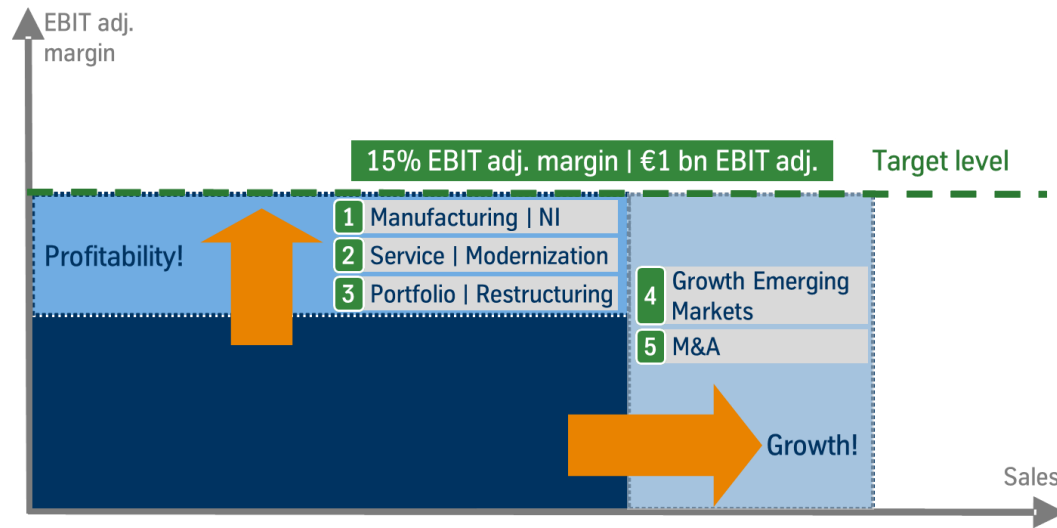 EBIT adj.
margin
15% EBIT adj. margin | €1 bn EBIT adj.
Target level
Profitability!
1 Manufacturing | NI
2 Service | Modernization
3 Portfolio | Restructuring
4 Growth Emerging
Markets
5 M&A
Growth!
Sales